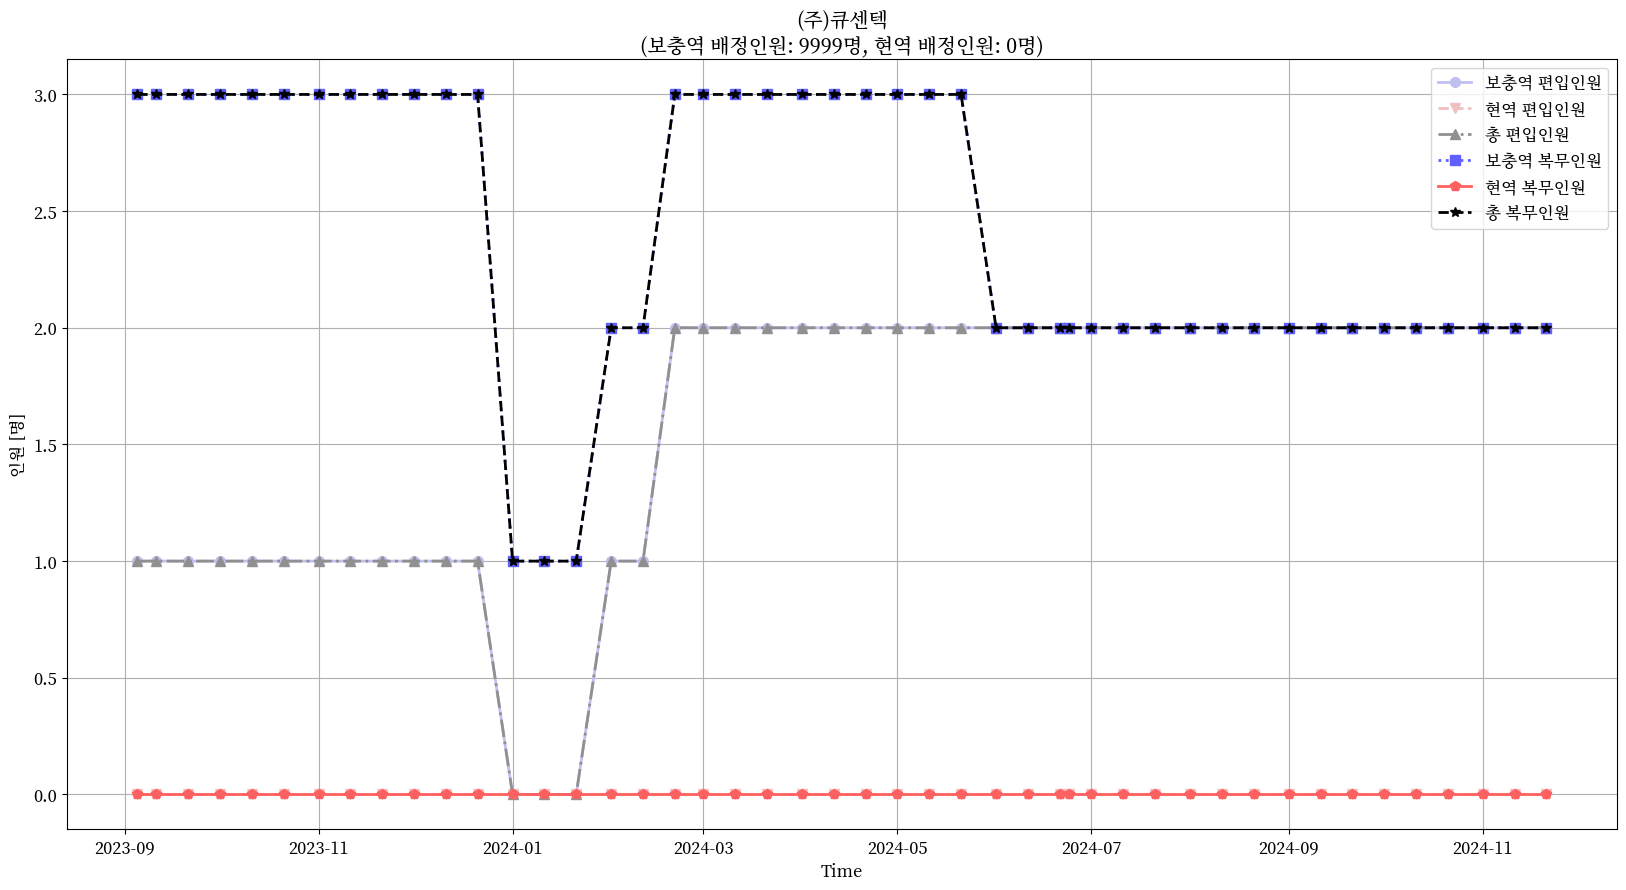 (주)큐센텍
(보충역 배정인원: 9999명, 현역 배정인원: 0명)
보충역 편입인원
현역 편입인원
총 편입인원
보충역 복무인원
현역 복무인원
총 복무인원
인원 [명]
3.0
2.5
2.0
1.5
1.0
0.5
0.0
2023-09 2023-11 2024-01 2024-03 2024-05 2024-07 2024-09 2024-11
Time